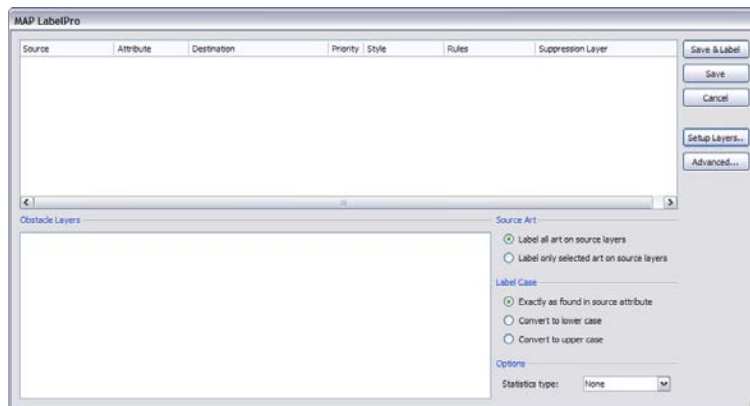 MAP LabelPro
Source Attribute Destination Priority Style Rules Suppression Layer
Save & Label
Save
Cancel
Setup Layers...
Advanced...
Obstacle Layers
Source Art
Label all art on source layers
Label only selected art on source layers
Label Case
Exactly as found in source attribute
Convert to lower case
Convert to upper case
Options
Statistics type: None